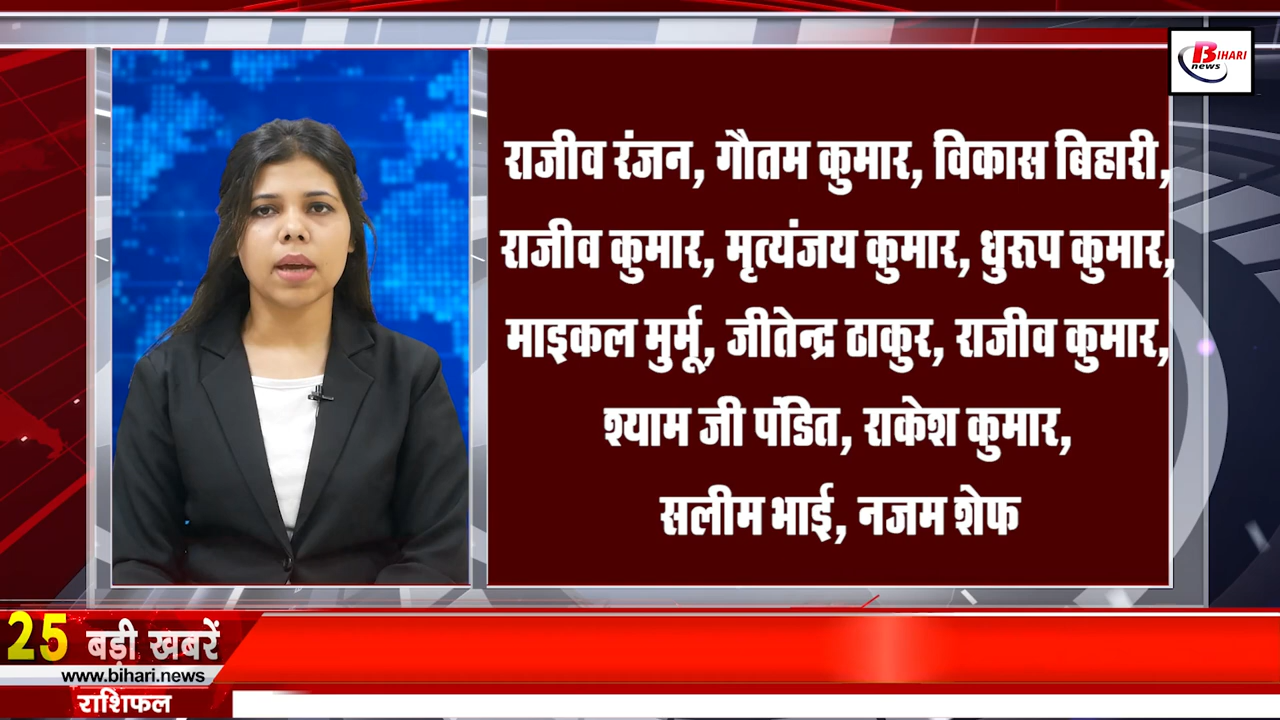 BIHARI
news
राजीव रंजन, गौतम कुमार, विकास बिहारी,
राजीव कुमार, मृत्यंजय कुमार, धुरूप कुमार,
माइकल मुर्मू, जीतेन्द्र ठाकुर, राजीव कुमार,
श्याम जी पंडित, राकेश कुमार,
सलीम भाई, नजम शेफ
25 बड़ी खबरें
www.bihari.news
राशिफल